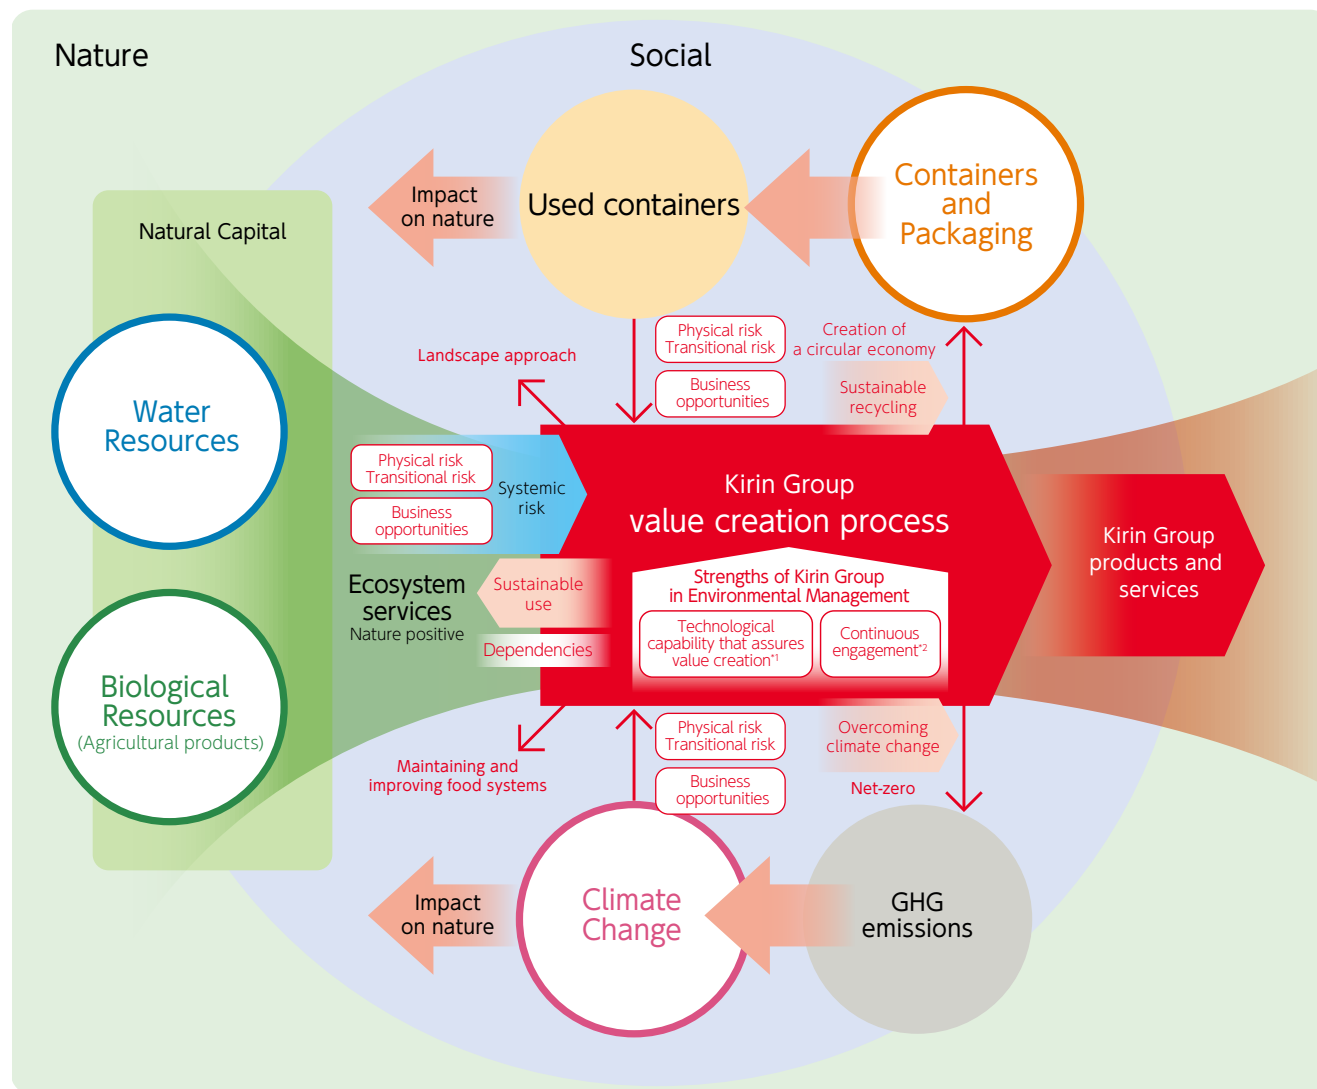 Nature
Social
Natural Capital
Water
Resources
Biological
Resources
(Agricultural products)
Impact
on nature
Used containers
Containers
and
Packaging
Landscape approach
Physical risk
Transitional risk
Business
opportunities
Creation of
a circular economy
Sustainable
recycling
Physical risk
Transitional risk
Business
opportunities
Systemic
risk
Kirin Group
value creation process
Strengths of Kirin Group
in Environmental Management
Technological
capability that assures
value creation*1
Continuous
engagement*2
Kirin Group
products and
services
Ecosystem
services
Nature positive
Sustainable
use
Dependencies
Maintaining and
improving food systems
Physical risk
Transitional risk
Business
opportunities
Overcoming
climate change
Net-zero
Impact
on nature
Climate
Change
GHG
emissions